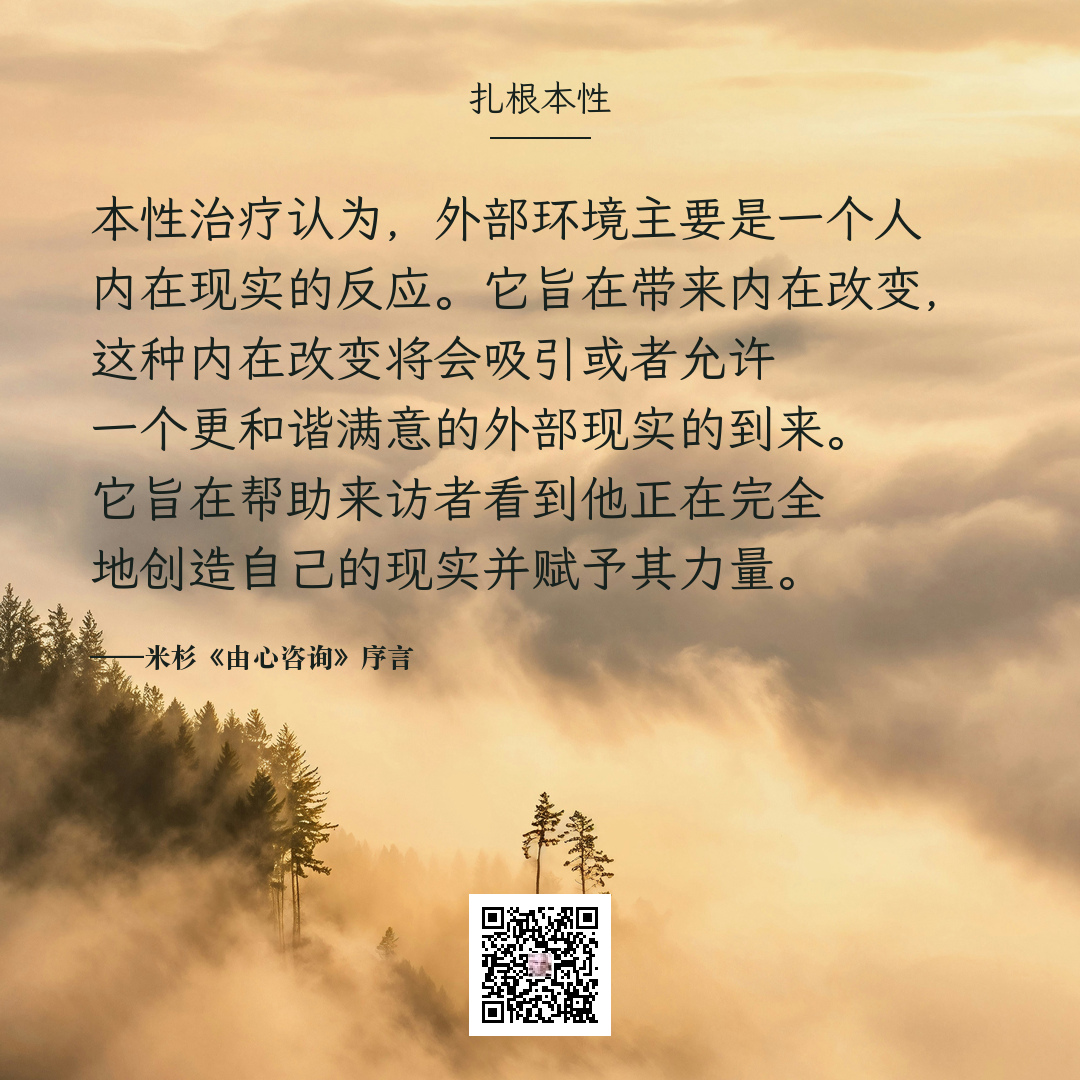 扎根本性
本性治疗认为，外部环境主要是一个人
内在现实的反应。它旨在带来内在改变，
这种内在改变将会吸引或者允许
一个更和谐满意的外部现实的到来。
它旨在帮助来访者看到他正在完全
地创造自己的现实并赋予其力量。
——米杉《由心咨询》序言